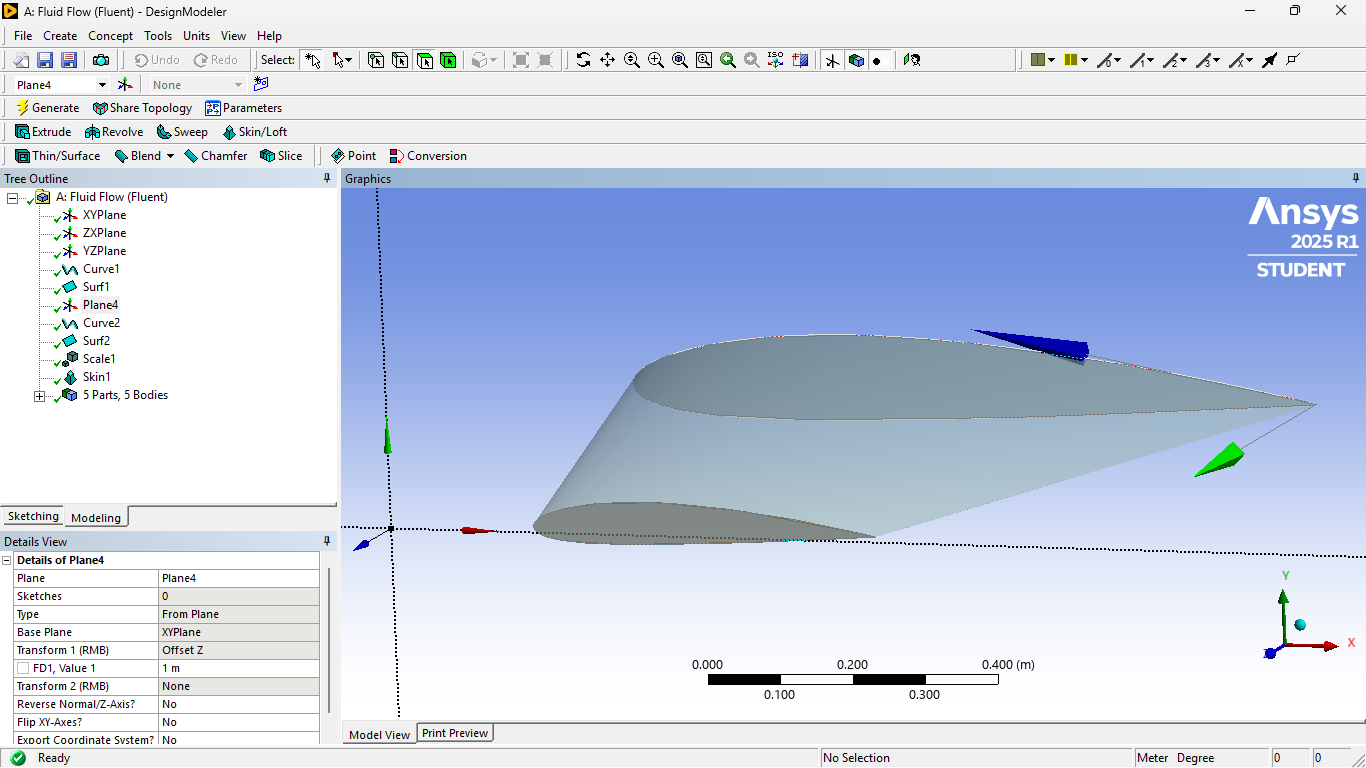 A: Fluid Flow (Fluent) - DesignModeler
File Create Concept Tools Units View Help
Undo Redo Select: ISO
Plane4 None
Generate Share Topology Parameters
Extrude Revolve Sweep Skin/Loft
Thin/Surface Blend Chamfer Slice Point Conversion
Tree Outline
A: Fluid Flow (Fluent)
XYPlane
ZXPlane
YZPlane
Curve1
Surf1
Plane4
Curve2
Surf2
Scale1
Skin1
5 Parts, 5 Bodies
Sketching Modeling
Details View
Details of Plane4
Plane Plane4
Sketches 0
Type From Plane
Base Plane XYPlane
Transform 1 (RMB) Offset Z
FD1, Value 1 1 m
Transform 2 (RMB) None
Reverse Normal/Z-Axis? No
Flip XY-Axes? No
Export Coordinate System? No
Graphics
Ansys
2025 R1
STUDENT
Y
X
0.000 0.200 0.400 (m)
0.100 0.300
Model View Print Preview
Ready No Selection Meter Degree 0 0